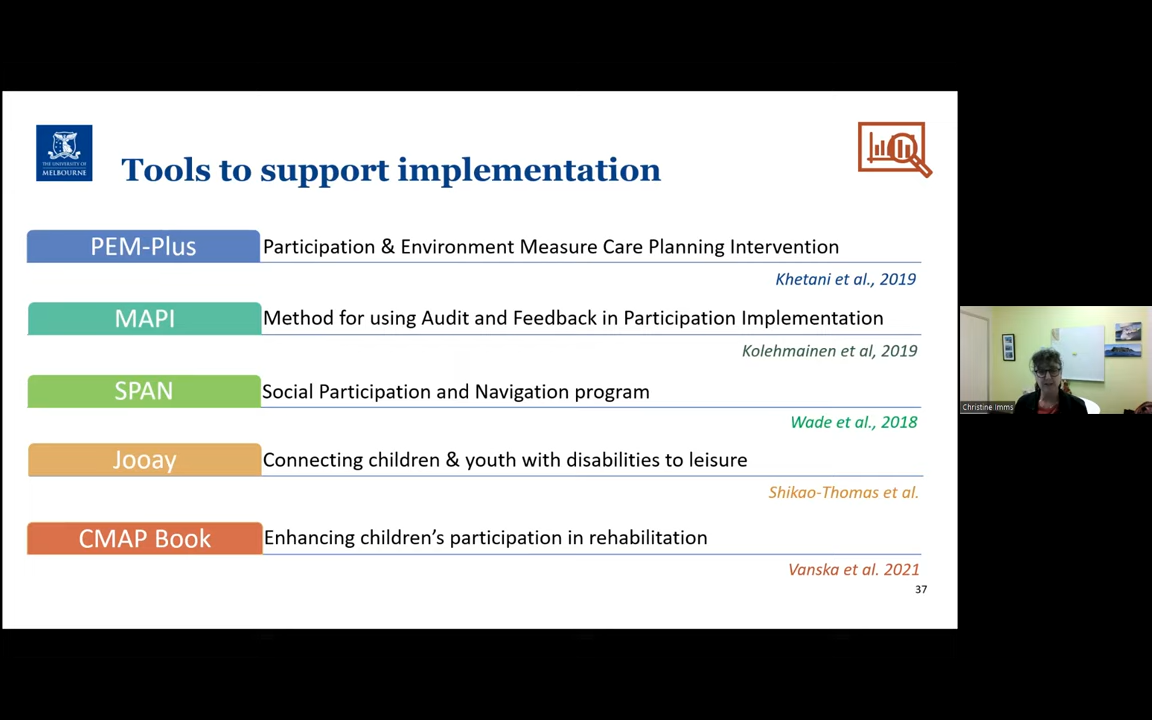 THE UNIVERSITY OF
MELBOURNE
Tools to support implementation
PEM-Plus
Participation & Environment Measure Care Planning Intervention
Khetani et al., 2019
MAPI
Method for using Audit and Feedback in Participation Implementation
Kolehmainen et al, 2019
SPAN
Social Participation and Navigation program
Wade et al., 2018
Jooay
Connecting children & youth with disabilities to leisure
Shikao-Thomas et al.
CMAP Book
Enhancing children’s participation in rehabilitation
Vanska et al. 2021
37
Christine Imms